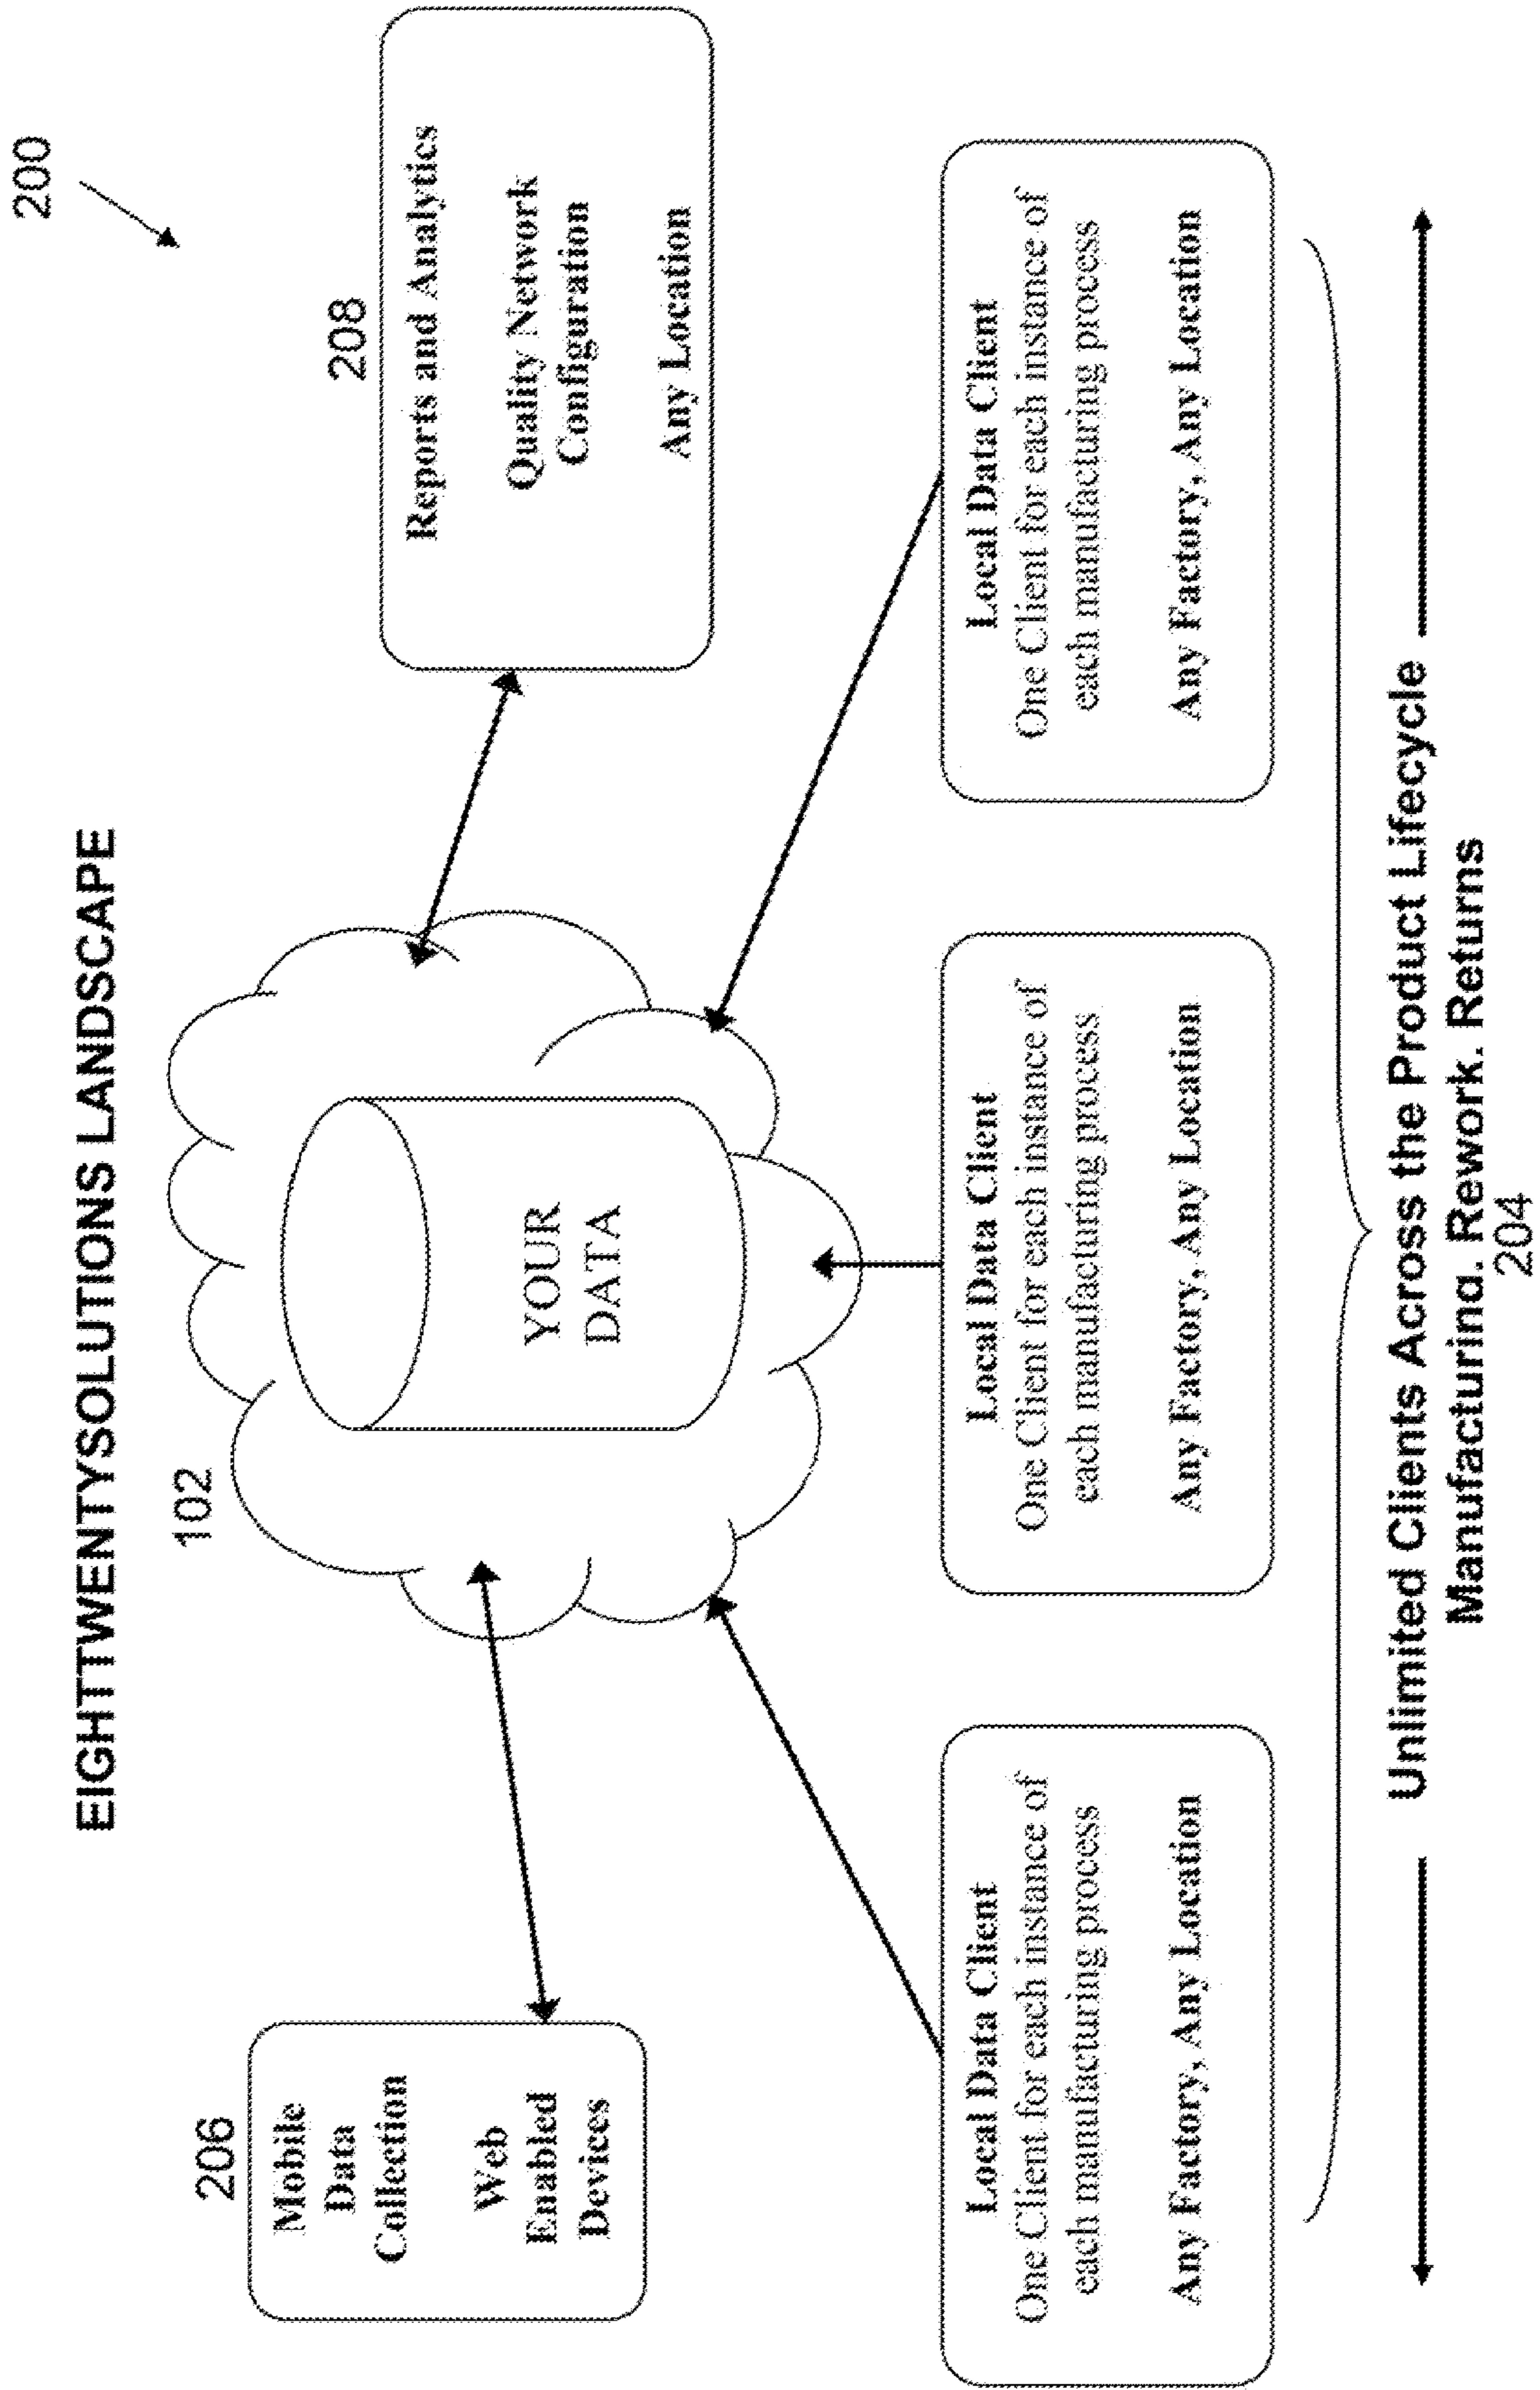 200
EIGHTTWENTYSOLUTIONS LANDSCAPE
102
206
Mobile
Data
Collection
Web
Enabled
Devices
YOUR
DATA
208
Reports and Analytics
Quality Network
Configuration
Any Location
Local Data Client
One Client for each instance of
each manufacturing process
Any Factory, Any Location
Local Data Client
One Client for each instance of
each manufacturing process
Any Factory, Any Location
Local Data Client
One Client for each instance of
each manufacturing process
Any Factory, Any Location
Unlimited Clients Across the Product Lifecycle
Manufacturing. Rework. Returns
204